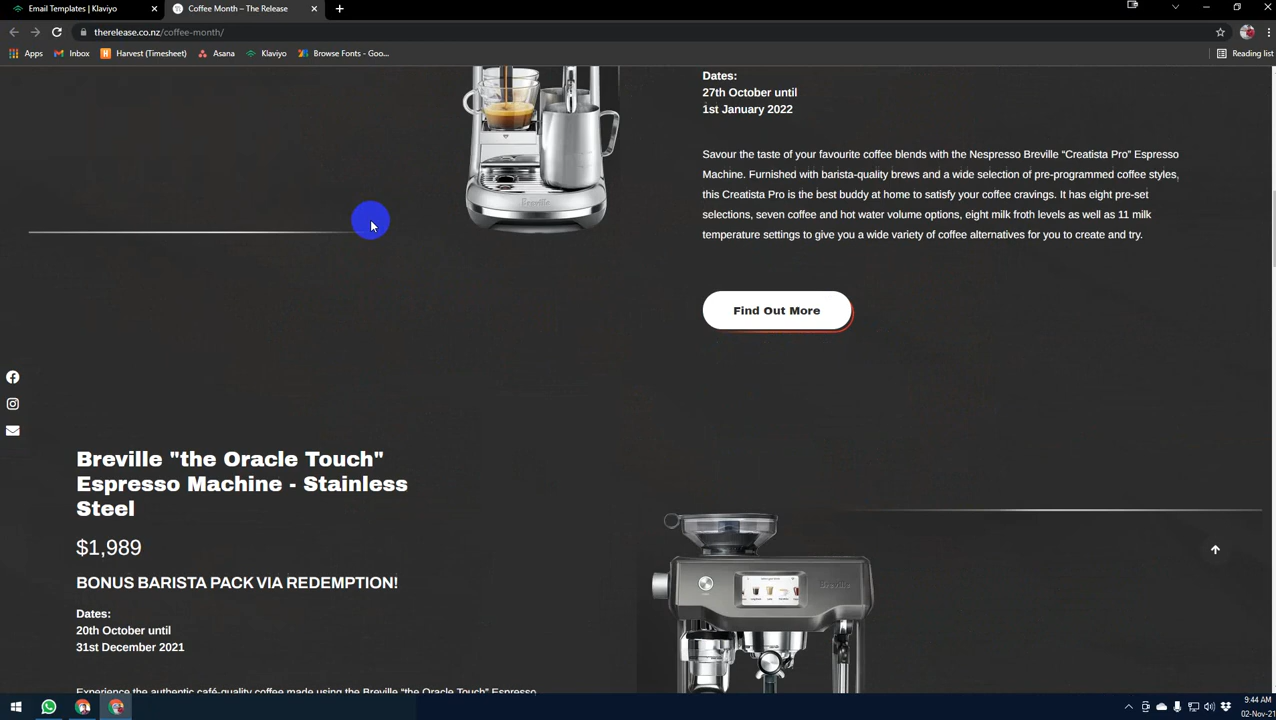 Email Templates | Klaviyo
Coffee Month – The Release
therelease.co.nz/coffee-month/
Apps
Inbox
Harvest (Timesheet)
Asana
Klaviyo
Browse Fonts - Goo...
Reading list
Dates:
27th October until
1st January 2022
Savour the taste of your favourite coffee blends with the Nespresso Breville “Creatista Pro” Espresso
Machine. Furnished with barista-quality brews and a wide selection of pre-programmed coffee styles,
this Creatista Pro is the best buddy at home to satisfy your coffee cravings. It has eight pre-set
selections, seven coffee and hot water volume options, eight milk froth levels as well as 11 milk
temperature settings to give you a wide variety of coffee alternatives for you to create and try.
Find Out More
Breville
Breville "the Oracle Touch"
Espresso Machine - Stainless
Steel
$1,989
BONUS BARISTA PACK VIA REDEMPTION!
Dates:
20th October until
31st December 2021
Experience the authentic café-quality coffee made using the Breville “the Oracle Touch” Espresso
Breville
9:44 AM
02-Nov-21